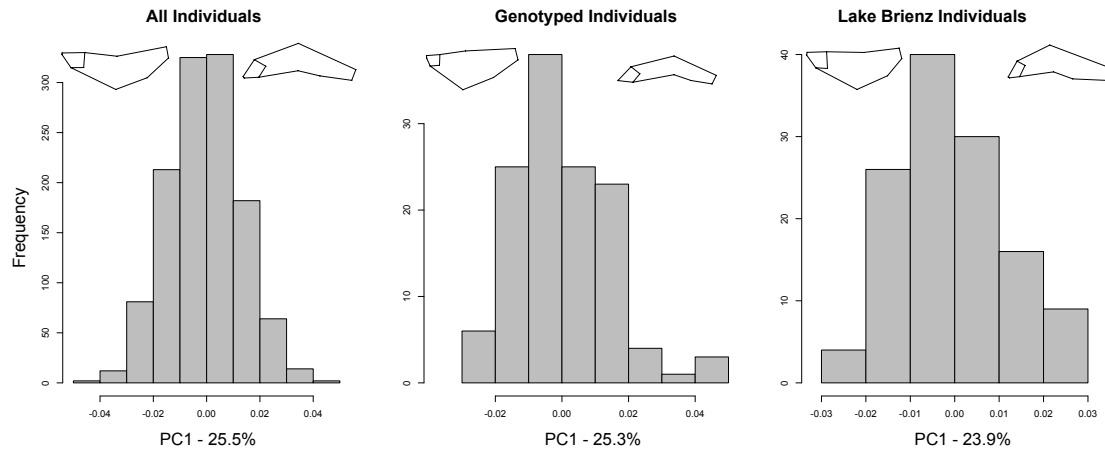 All Individuals
Genotyped Individuals
Lake Brienz Individuals
Frequency
300
250
200
150
100
50
0
-0.04 -0.02 0.00 0.02 0.04
PC1 - 25.5%
30
20
10
0
-0.02 0.00 0.02 0.04
PC1 - 25.3%
40
30
20
10
0
-0.03 -0.02 -0.01 0.00 0.01 0.02 0.03
PC1 - 23.9%